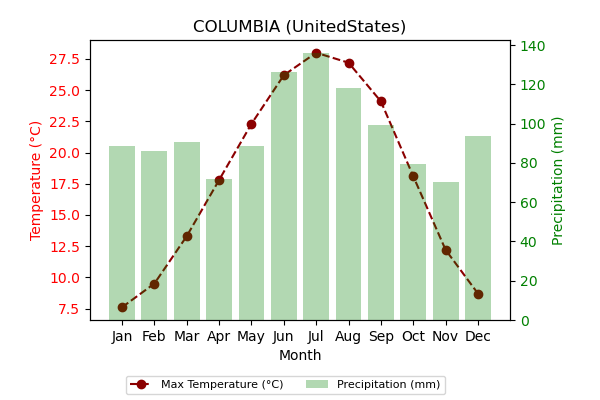 COLUMBIA (UnitedStates)
27.5
25.0
22.5
20.0
17.5
15.0
12.5
10.0
7.5
Temperature (°C)
140
120
100
80
60
40
20
0
Precipitation (mm)
Jan Feb Mar Apr May Jun Jul Aug Sep Oct Nov Dec
Month
Max Temperature (°C) Precipitation (mm)